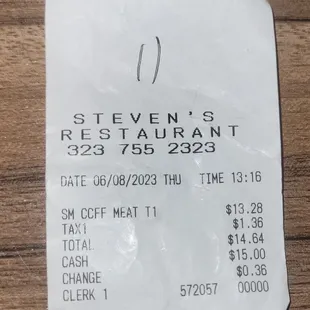 11
STEVEN'S
RESTAURANT
323 755 2323
DATE 06/08/2023 THU TIME 13:16
SM CCFF MEAT T1 $13.28
TAX1 $1.36
TOTAL $14.64
CASH $15.00
CHANGE $0.36
CLERK 1 572057 00000